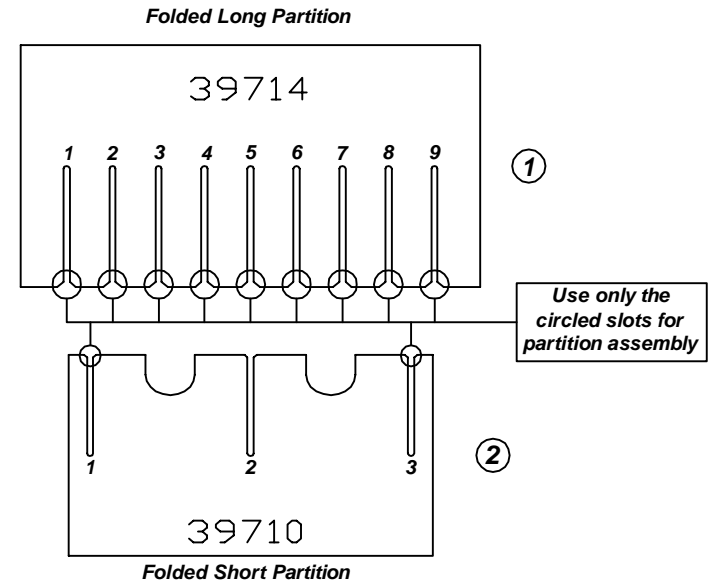 Folded Long Partition
39714
1 2 3 4 5 6 7 8 9
1
Use only the
circled slots for
partition assembly
1 2 3
2
39710
Folded Short Partition